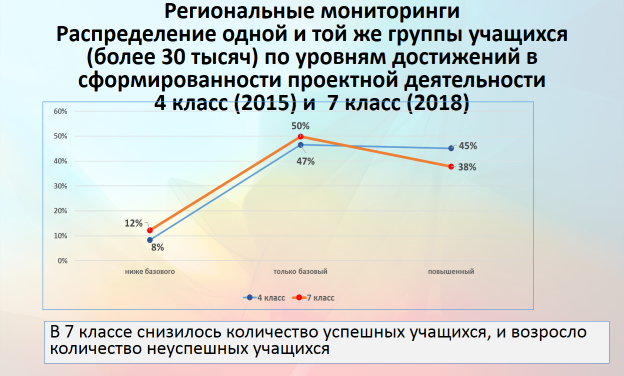 Региональные мониторинги
Распределение одной и той же группы учащихся
(более 30 тысяч) по уровням достижений в
сформированности проектной деятельности
4 класс (2015) и 7 класс (2018)
60%
50%
40%
30%
20%
10%
0%
50%
47%
45%
38%
12%
8%
ниже базового
только базовый
повышенный
4 класс
7 класс
В 7 классе снизилось количество успешных учащихся, и возросло
количество неуспешных учащихся